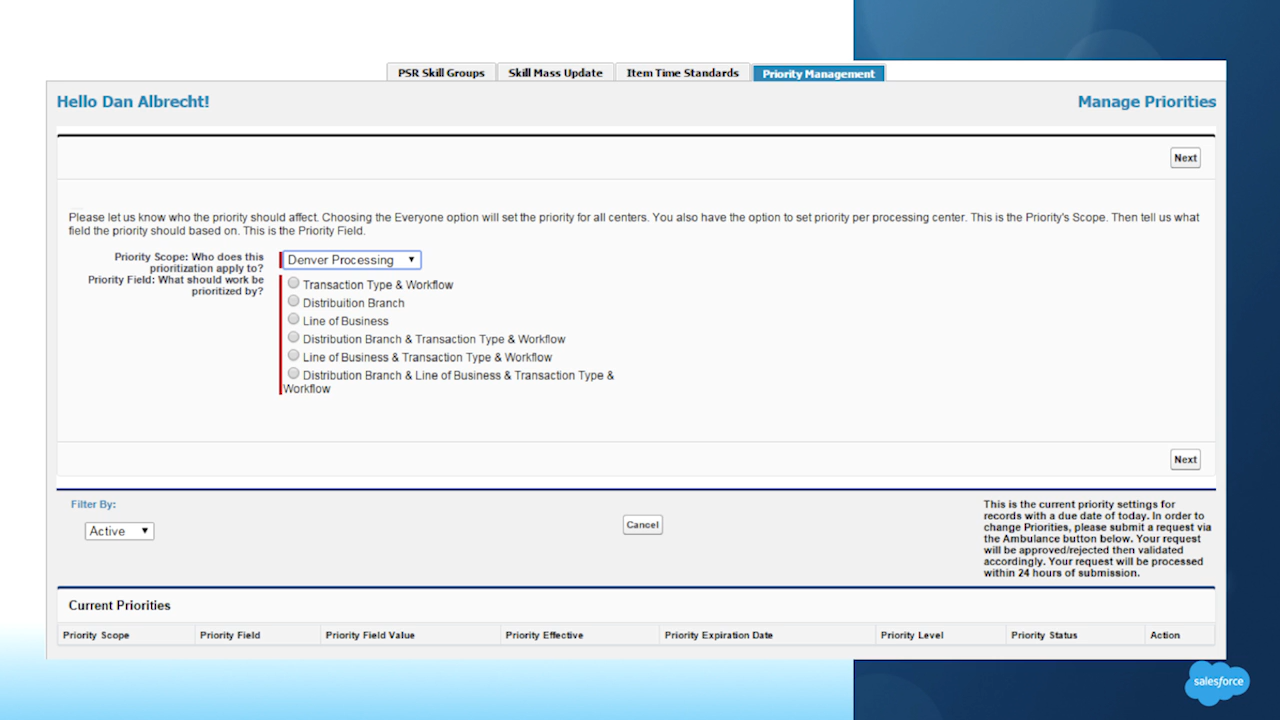 PSR Skill Groups
Skill Mass Update
Item Time Standards
Priority Management
Hello Dan Albrecht!
Manage Priorities
Next
Please let us know who the priority should affect. Choosing the Everyone option will set the priority for all centers. You also have the option to set priority per processing center. This is the Priority's Scope. Then tell us what
field the priority should based on. This is the Priority Field.
Priority Scope: Who does this
prioritization apply to?
Denver Processing
Priority Field: What should work be
prioritized by?
Transaction Type & Workflow
Distribuition Branch
Line of Business
Distribution Branch & Transaction Type & Workflow
Line of Business & Transaction Type & Workflow
Distribution Branch & Line of Business & Transaction Type &
Workflow
Next
Filter By:
Active
Cancel
This is the current priority settings for
records with a due date of today. In order to
change Priorities, please submit a request via
the Ambulance button below. Your request
will be approved/rejected then validated
accordingly. Your request will be processed
within 24 hours of submission.
Current Priorities
Priority Scope
Priority Field
Priority Field Value
Priority Effective
Priority Expiration Date
Priority Level
Priority Status
Action
salesforce